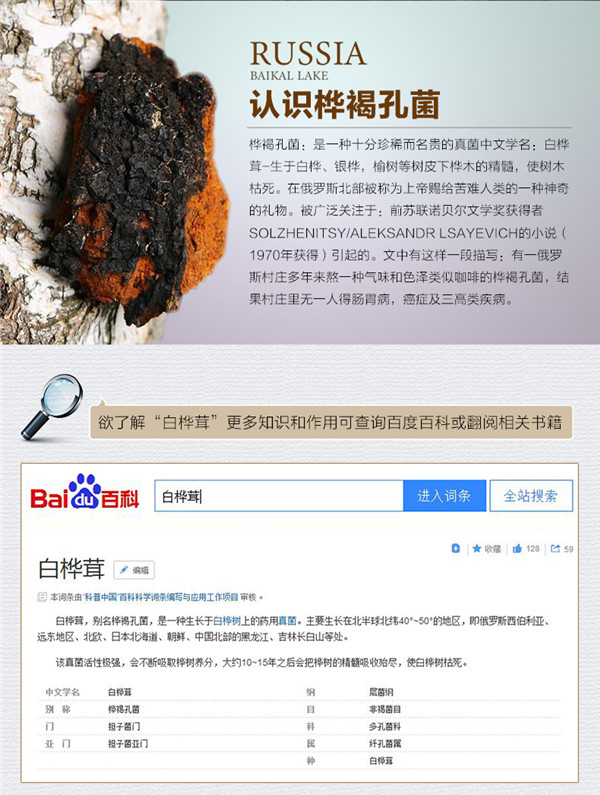 RUSSIA
BAIKAL LAKE
认识桦褐孔菌
桦褐孔菌：是一种十分珍稀而名贵的真菌中文学名：白桦
茸-生于白桦、银桦，榆树等树皮下桦木的精髓，使树木
枯死。在俄罗斯北部被称为上帝赐给苦难人类的一种神奇
的礼物。被广泛关注于：前苏联诺贝尔文学奖获得者
SOLZHENITSY/ALEKSANDR LSAYEVICH的小说（
1970年获得）引起的。文中有这样一段描写：有一俄罗
斯村庄多年来熬一种气味和色泽类似咖啡的桦褐孔菌，结
果村庄里无一人得肠胃病，癌症及三高类疾病。
欲了解“白桦茸”更多知识和作用可查询百度百科或翻阅相关书籍
Bai du 百科 白桦茸 进入词条 全站搜索
收藏 128 59
白桦茸 编辑
本词条由“科普中国”百科科学词条编写与应用工作项目 审核 。
白桦茸，别名桦褐孔菌，是一种生长于白桦树上的药用真菌。主要生长在北半球北纬40°~50°的地区，即俄罗斯西伯利亚、
远东地区、北欧、日本北海道、朝鲜、中国北部的黑龙江、吉林长白山等处。
该真菌活性极强，会不断吸取桦树养分，大约10~15年之后会把桦树的精髓吸收殆尽，使白桦树枯死。
中文学名 白桦茸 纲 层菌纲
别 称 桦褐孔菌 目 非褐菌目
门 担子菌门 科 多孔菌科
亚 门 担子菌亚门 属 纤孔菌属
种 白桦茸